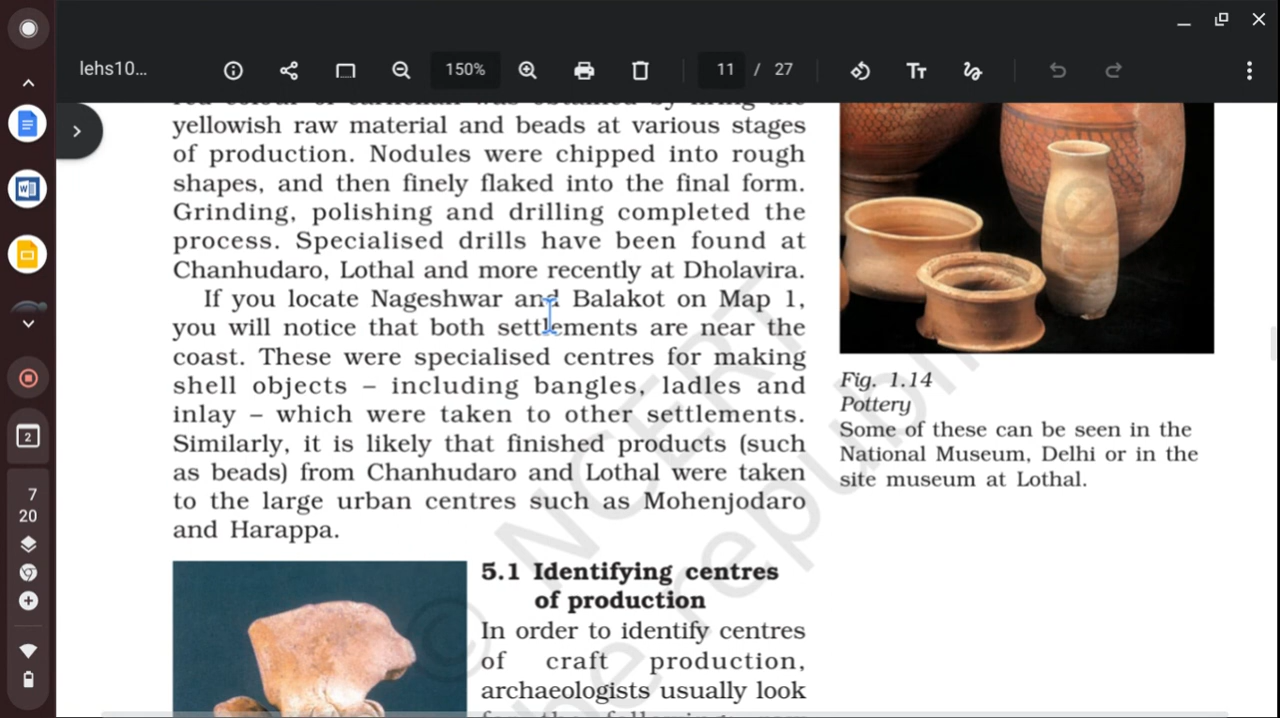 lehs10...
150%
11 / 27
yellowish raw material and beads at various stages
of production. Nodules were chipped into rough
shapes, and then finely flaked into the final form.
Grinding, polishing and drilling completed the
process. Specialised drills have been found at
Chanhudaro, Lothal and more recently at Dholavira.
If you locate Nageshwar and Balakot on Map 1,
you will notice that both settlements are near the
coast. These were specialised centres for making
shell objects – including bangles, ladles and
inlay – which were taken to other settlements.
Similarly, it is likely that finished products (such
as beads) from Chanhudaro and Lothal were taken
to the large urban centres such as Mohenjodaro
and Harappa.
5.1 Identifying centres
of production
In order to identify centres
of craft production,
archaeologists usually look
Fig. 1.14
Pottery
Some of these can be seen in the
National Museum, Delhi or in the
site museum at Lothal.
© NCERT
be republi
2
7
20
Tт
W